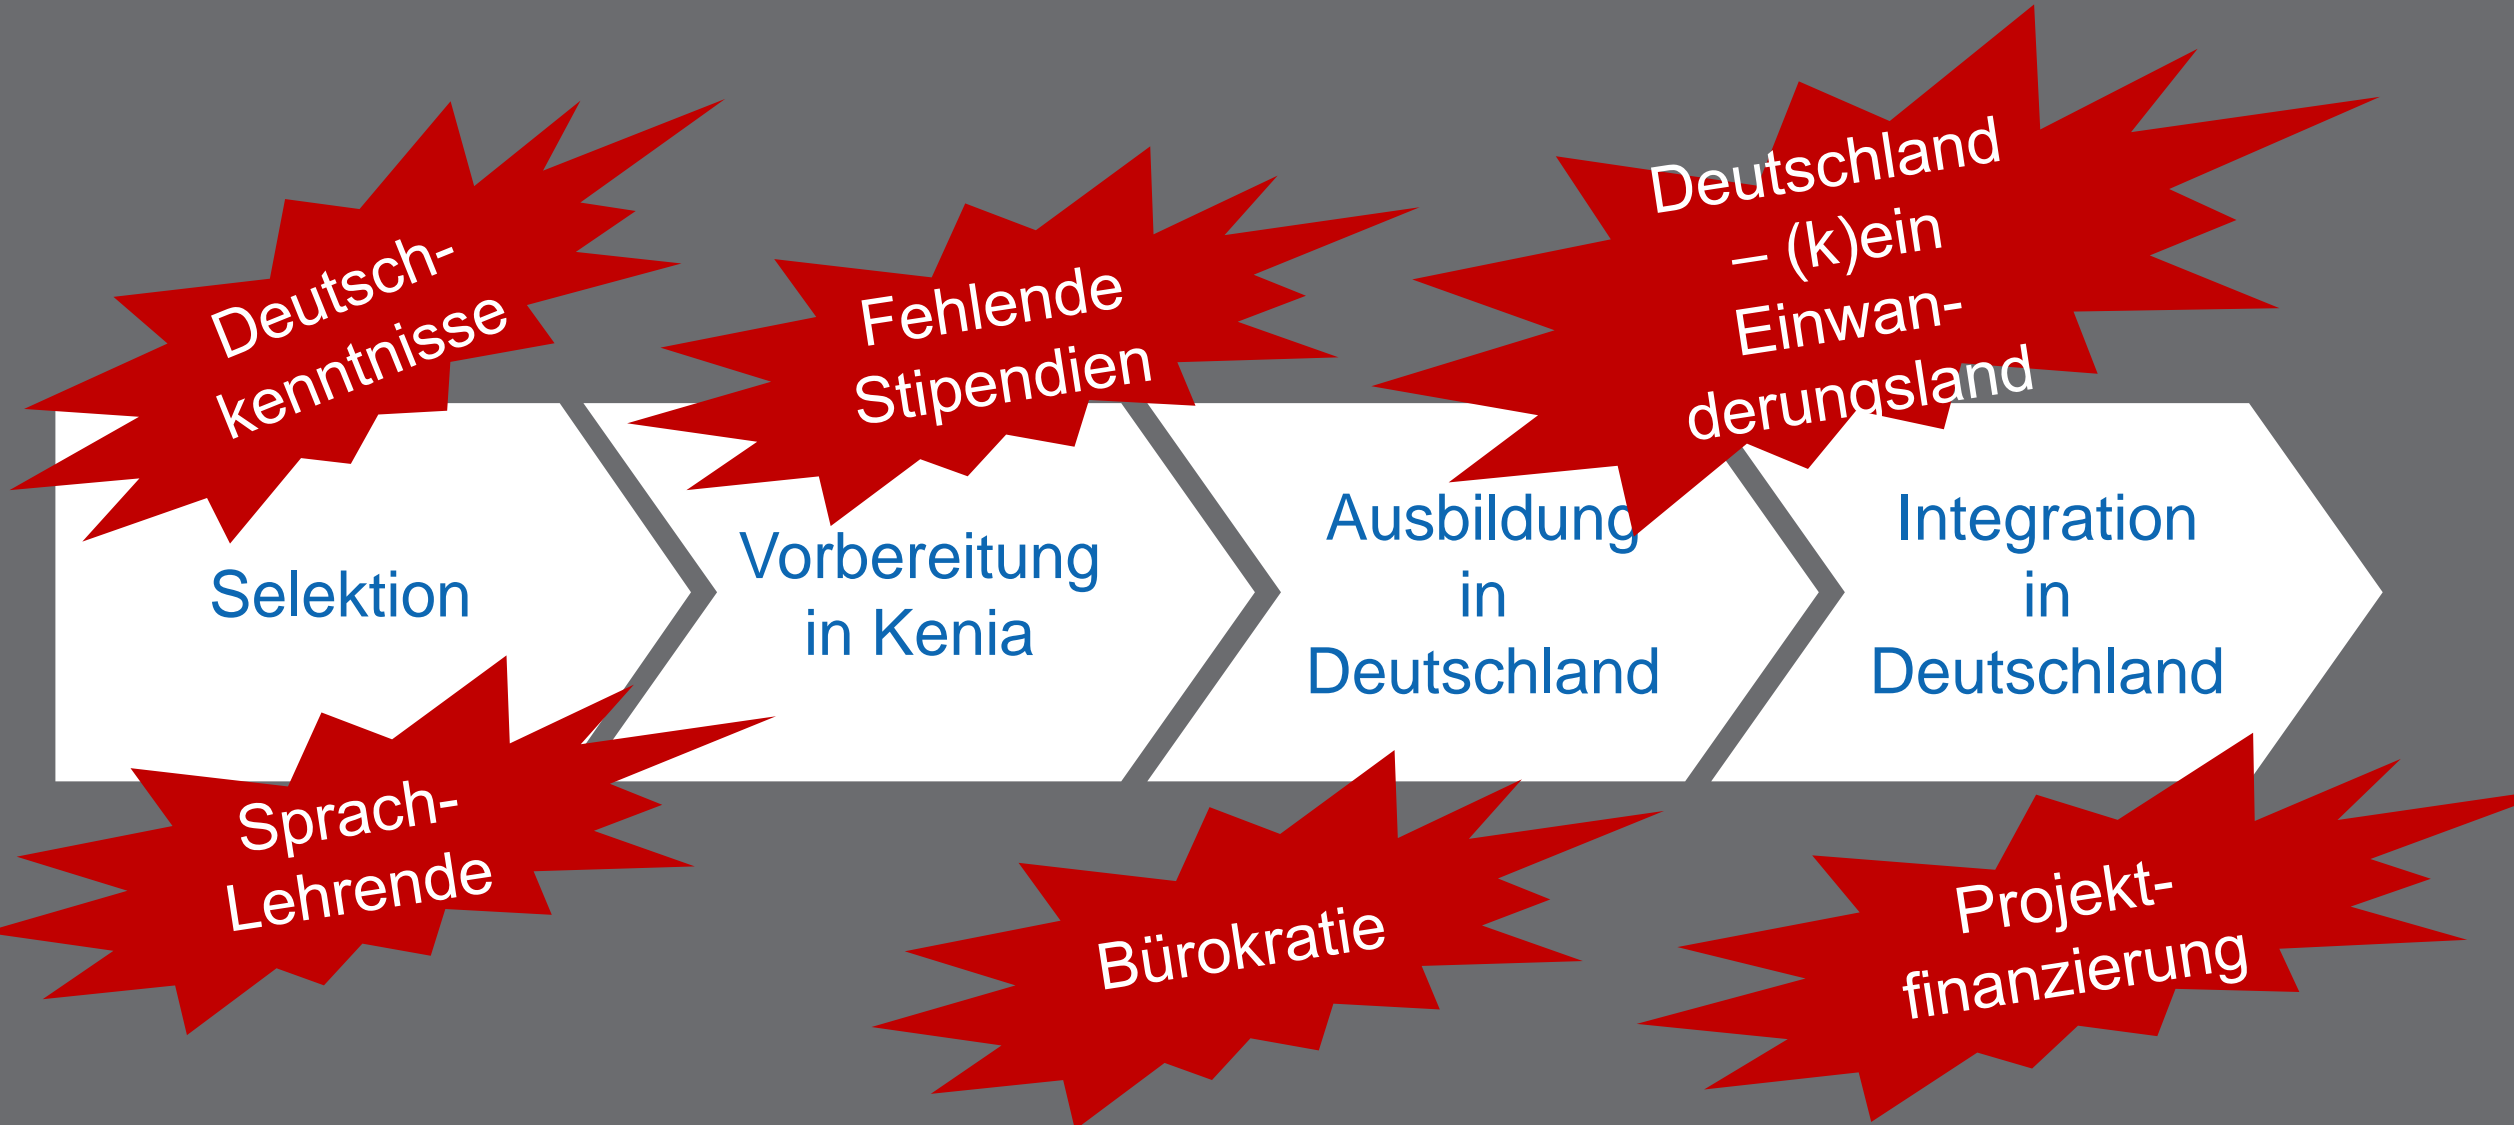 Deutsch-
kenntnisse
Fehlende
Stipendien
Deutschland
– (k)ein
Einwan-
derungsland
Selektion
Vorbereitung
in Kenia
Ausbildung
in
Deutschland
Integration
in
Deutschland
Sprach-
Lehrende
Bürokratie
Projekt-
finanzierung